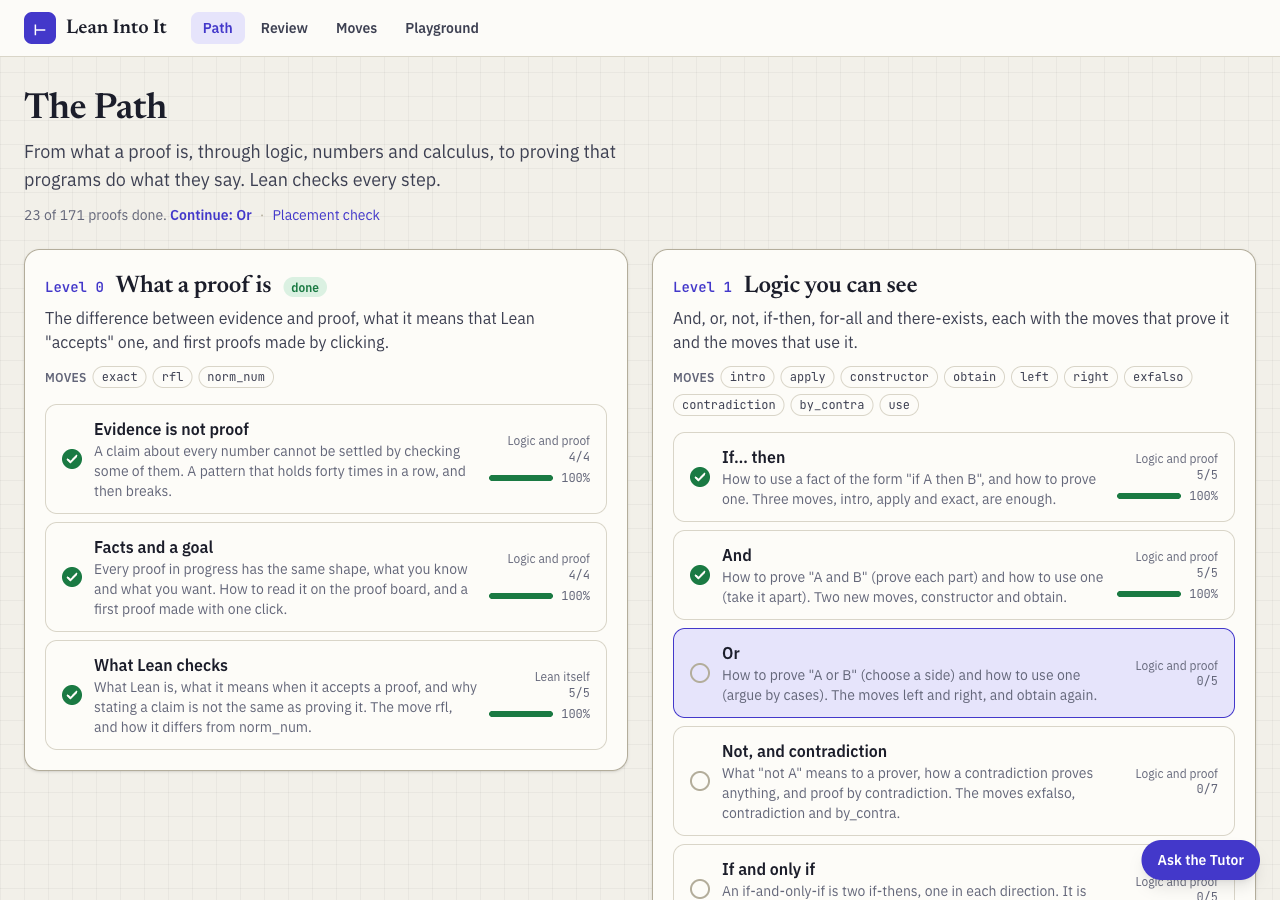 ⊢ Lean Into It Path Review Moves Playground
The Path
From what a proof is, through logic, numbers and calculus, to proving that
programs do what they say. Lean checks every step.
23 of 171 proofs done. Continue: Or · Placement check
Level 0 What a proof is done
The difference between evidence and proof, what it means that Lean
"accepts" one, and first proofs made by clicking.
MOVES exact rfl norm_num
Evidence is not proof
A claim about every number cannot be settled by checking
some of them. A pattern that holds forty times in a row, and
then breaks.
Logic and proof
4/4
100%
Facts and a goal
Every proof in progress has the same shape, what you know
and what you want. How to read it on the proof board, and a
first proof made with one click.
Logic and proof
4/4
100%
What Lean checks
What Lean is, what it means when it accepts a proof, and why
stating a claim is not the same as proving it. The move rfl,
and how it differs from norm_num.
Lean itself
5/5
100%
Level 1 Logic you can see
And, or, not, if-then, for-all and there-exists, each with the moves that prove it
and the moves that use it.
MOVES intro apply constructor obtain left right exfalso
contradiction by_contra use
If... then
How to use a fact of the form "if A then B", and how to prove
one. Three moves, intro, apply and exact, are enough.
Logic and proof
5/5
100%
And
How to prove "A and B" (prove each part) and how to use one
(take it apart). Two new moves, constructor and obtain.
Logic and proof
5/5
100%
Or
How to prove "A or B" (choose a side) and how to use one
(argue by cases). The moves left and right, and obtain again.
Logic and proof
0/5
Not, and contradiction
What "not A" means to a prover, how a contradiction proves
anything, and proof by contradiction. The moves exfalso,
contradiction and by_contra.
Logic and proof
0/7
If and only if
An if-and-only-if is two if-thens, one in each direction. It is
Logic and proof
0/5
Ask the Tutor